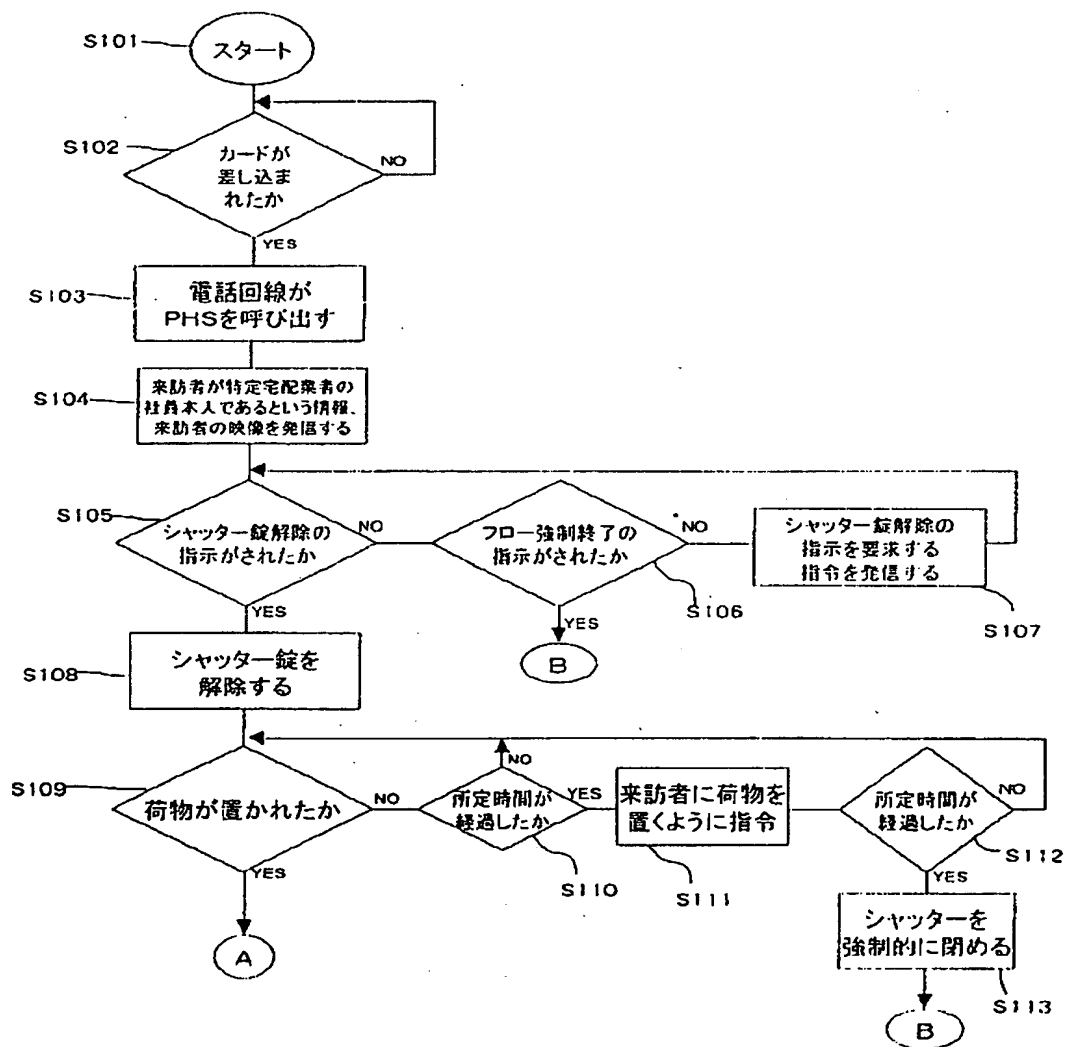 S101
スタート
S102
カードが
差し込ま
れたか
NO
YES
S103
電話回線が
PHSを呼び出す
S104
来訪者が特定宅配業者の
社員本人であるという情報、
来訪者の映像を発信する
S105
シャッター錠解除の
指示がされたか
NO
YES
フロー強制終了の
指示がされたか
NO
S106
YES
B
シャッター錠解除の
指示を要求する
指令を発信する
S107
S108
シャッター錠を
解除する
S109
荷物が置かれたか
NO
YES
A
所定時間が
経過したか
NO
YES
S110
来訪者に荷物を
置くように指令
S111
所定時間が
経過したか
NO
S112
YES
シャッターを
強制的に閉める
S113
B